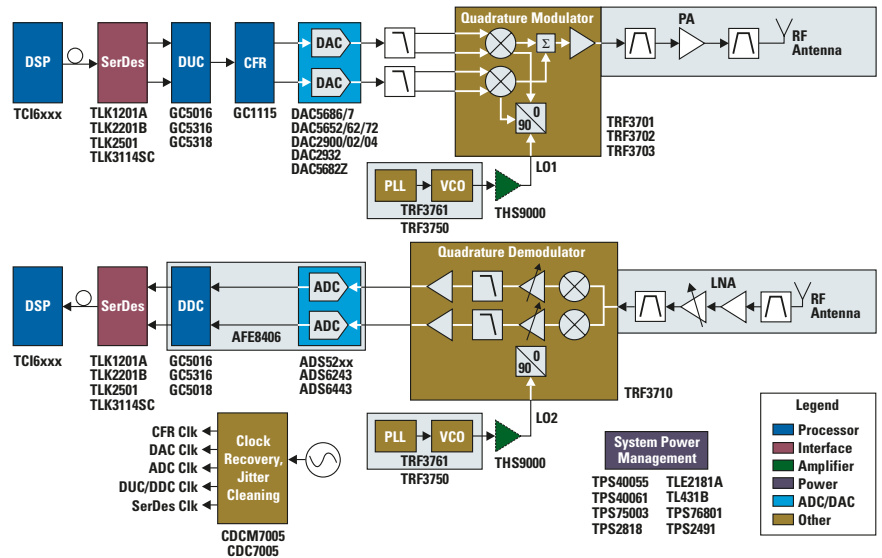 Quadrature Modulator
PA
RF
Antenna
DSP
SerDes
DUC
CFR
DAC
DAC
Σ
0
90
TCI6xxx
TLK1201A
TLK2201B
TLK2501
TLK3114SC
GC5016
GC5316
GC5318
GC1115
DAC5686/7
DAC5652/62/72
DAC2900/02/04
DAC2932
DAC5682Z
TRF3701
TRF3702
TRF3703
LO1
PLL
VCO
TRF3761
TRF3750
THS9000
Quadrature Demodulator
LNA
RF
Antenna
DSP
SerDes
DDC
ADC
ADC
AFE8406
0
90
TCI6xxx
TLK1201A
TLK2201B
TLK2501
TLK3114SC
GC5016
GC5316
GC5018
ADS52xx
ADS6243
ADS6443
TRF3710
LO2
PLL
VCO
TRF3761
TRF3750
THS9000
CFR Clk
DAC Clk
ADC Clk
DUC/DDC Clk
SerDes Clk
Clock
Recovery,
Jitter
Cleaning
CDCM7005
CDC7005
System Power
Management
TPS40055 TLE2181A
TPS40061 TL431B
TPS75003 TPS76801
TPS2818 TPS2491
Legend
Processor
Interface
Amplifier
Power
ADC/DAC
Other